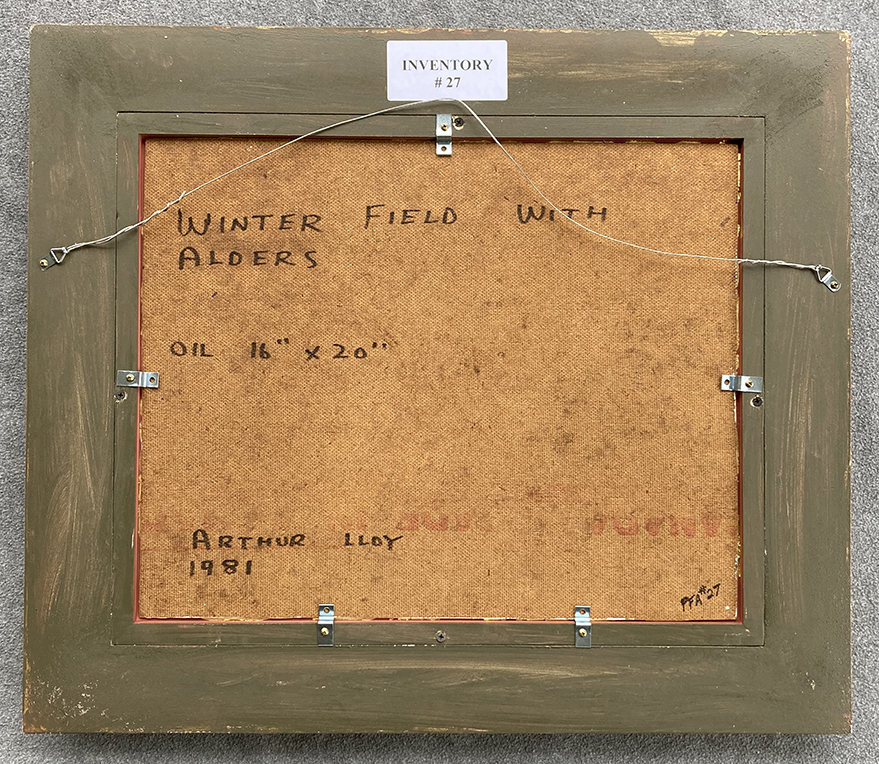 INVENTORY
# 27
WINTER FIELD WITH
ALDERS
OIL 16" x 20"
ARTHUR LLOY
1981
PFA#27